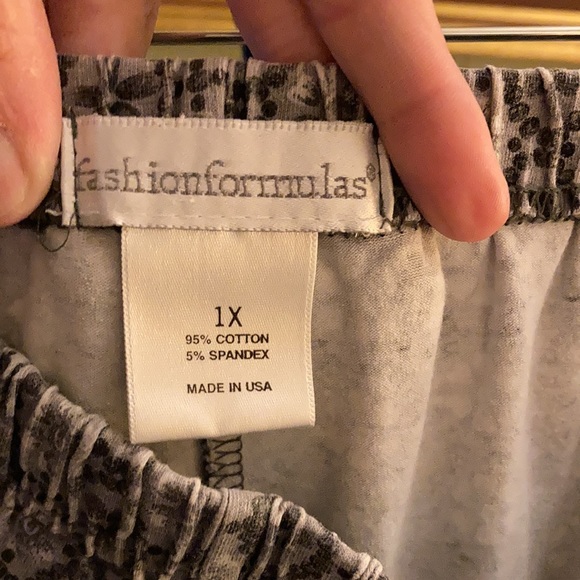 fashionformulas®
1X
95% COTTON
5% SPANDEX
MADE IN USA